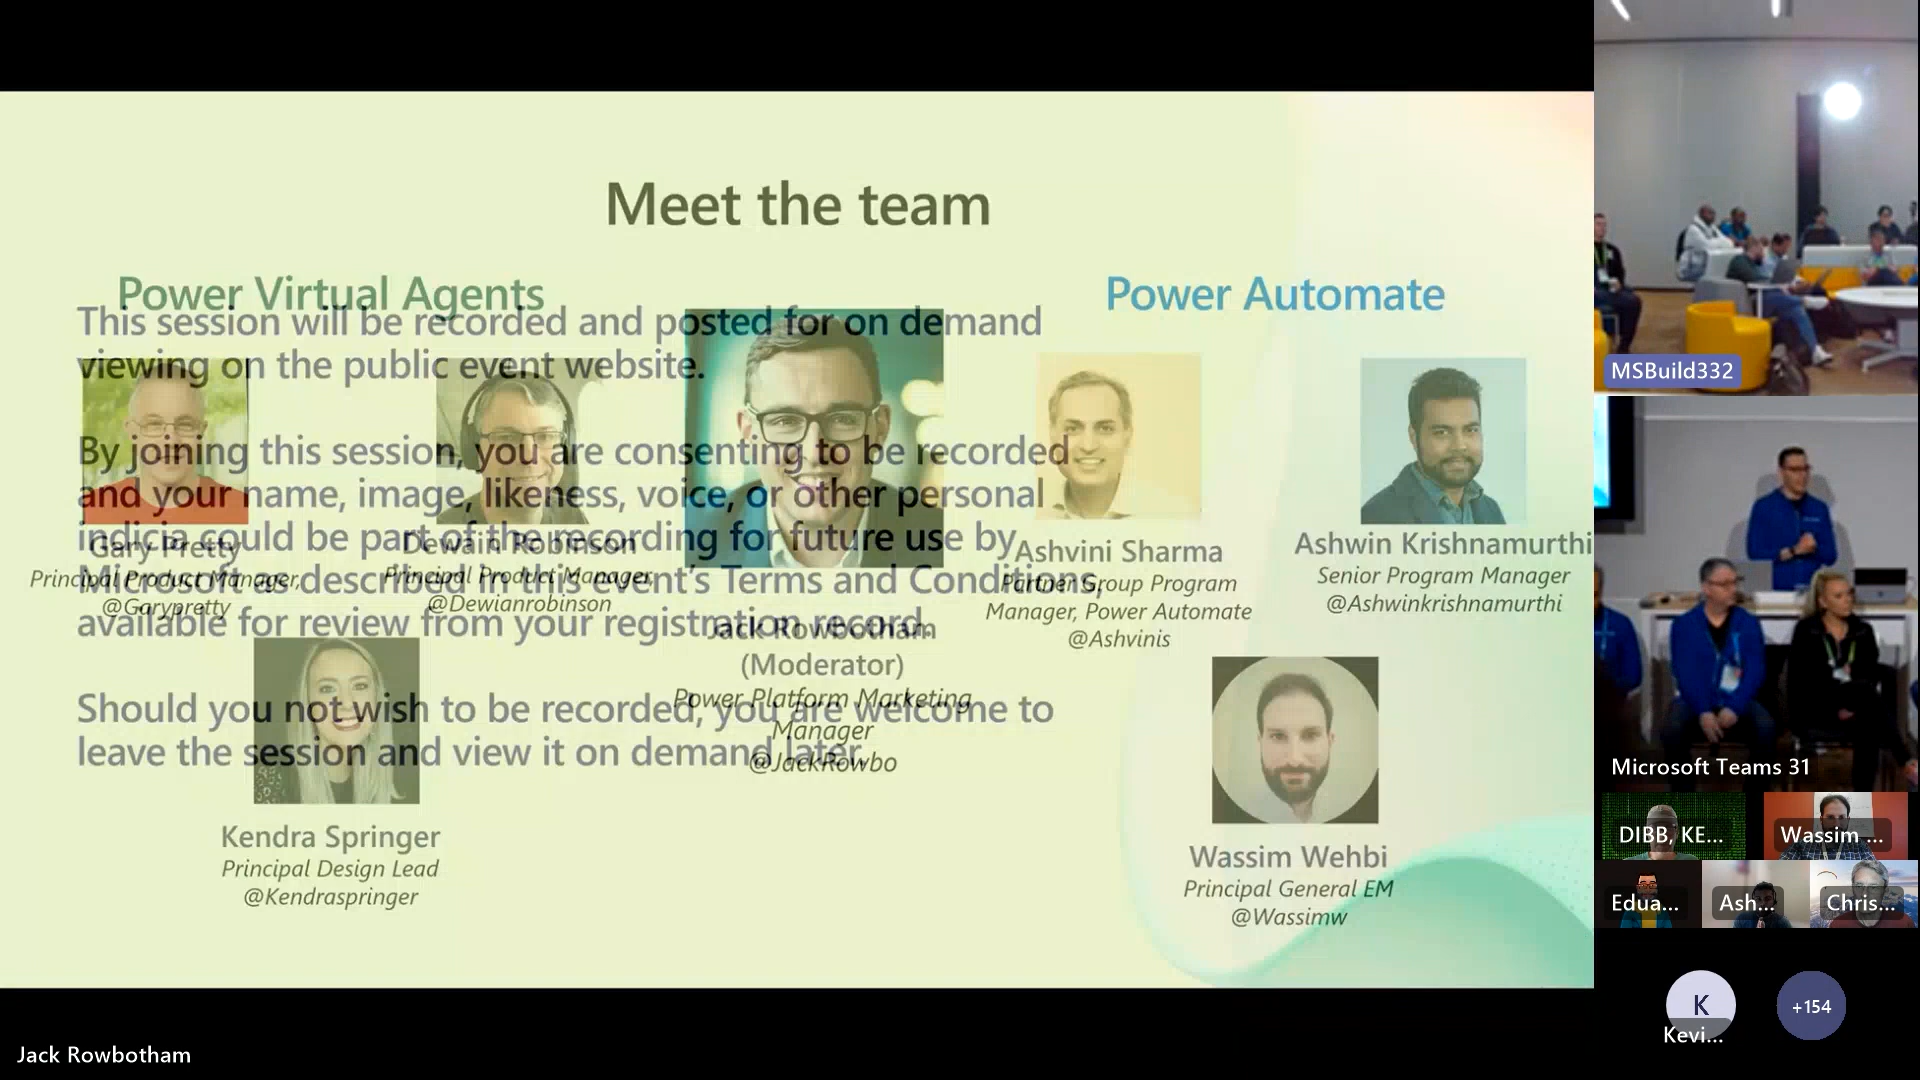 Meet the team
Power Virtual Agents
Power Automate
This session will be recorded and posted for on demand
viewing on the public event website.
By joining this session, you are consenting to be recorded
and your name, image, likeness, voice, or other personal
indicia could be part of the recording for future use by
Microsoft as described in this event's Terms and Conditions,
available for review from your registration record.
Should you not wish to be recorded, you are welcome to
leave the session and view it on demand later.
Gary Pretty
Principal Product Manager,
@Garypretty
Dewain Robinson
Principal Product Manager,
@Dewianrobinson
Jack Rowbotham
(Moderator)
Power Platform Marketing
Manager
@JackRowbo
Ashvini Sharma
Partner Group Program
Manager, Power Automate
@Ashvinis
Ashwin Krishnamurthi
Senior Program Manager
@Ashwinkrishnamurthi
Kendra Springer
Principal Design Lead
@Kendraspringer
Wassim Wehbi
Principal General EM
@Wassimw
MSBuild332
Microsoft Teams 31
DIBB, KE...
Wassim ...
Edua...
Ash...
Chris...
K
Kevi...
+154
Jack Rowbotham